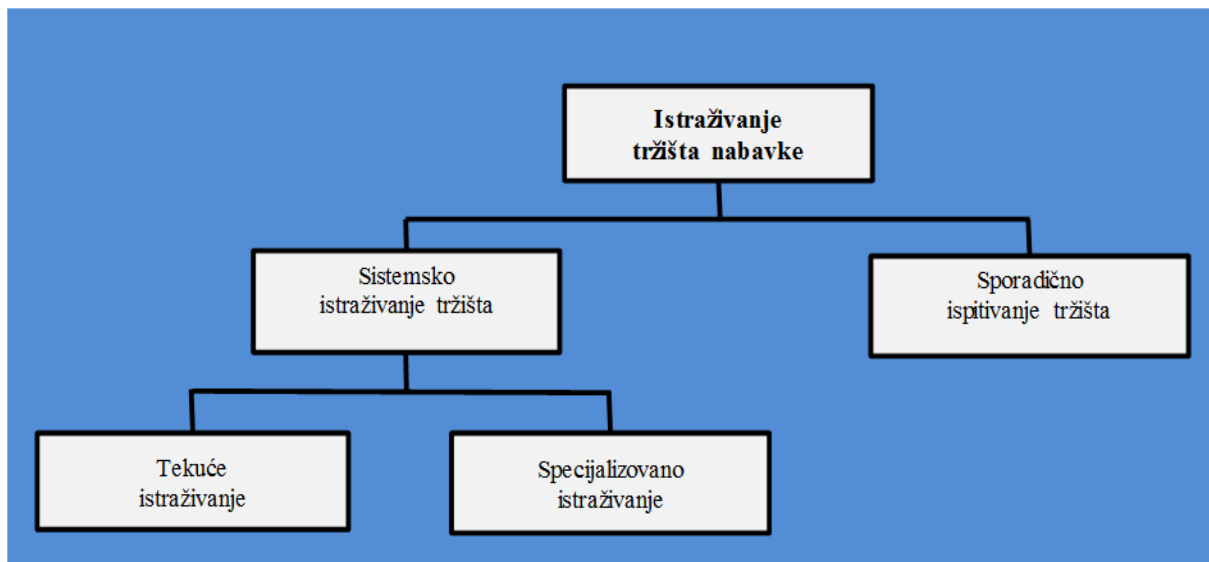 Istraživanje
tržišta nabavke
Sistemsko
istraživanje tržišta
Sporadično
ispitivanje tržišta
Tekuće
istraživanje
Specijalizovano
istraživanje